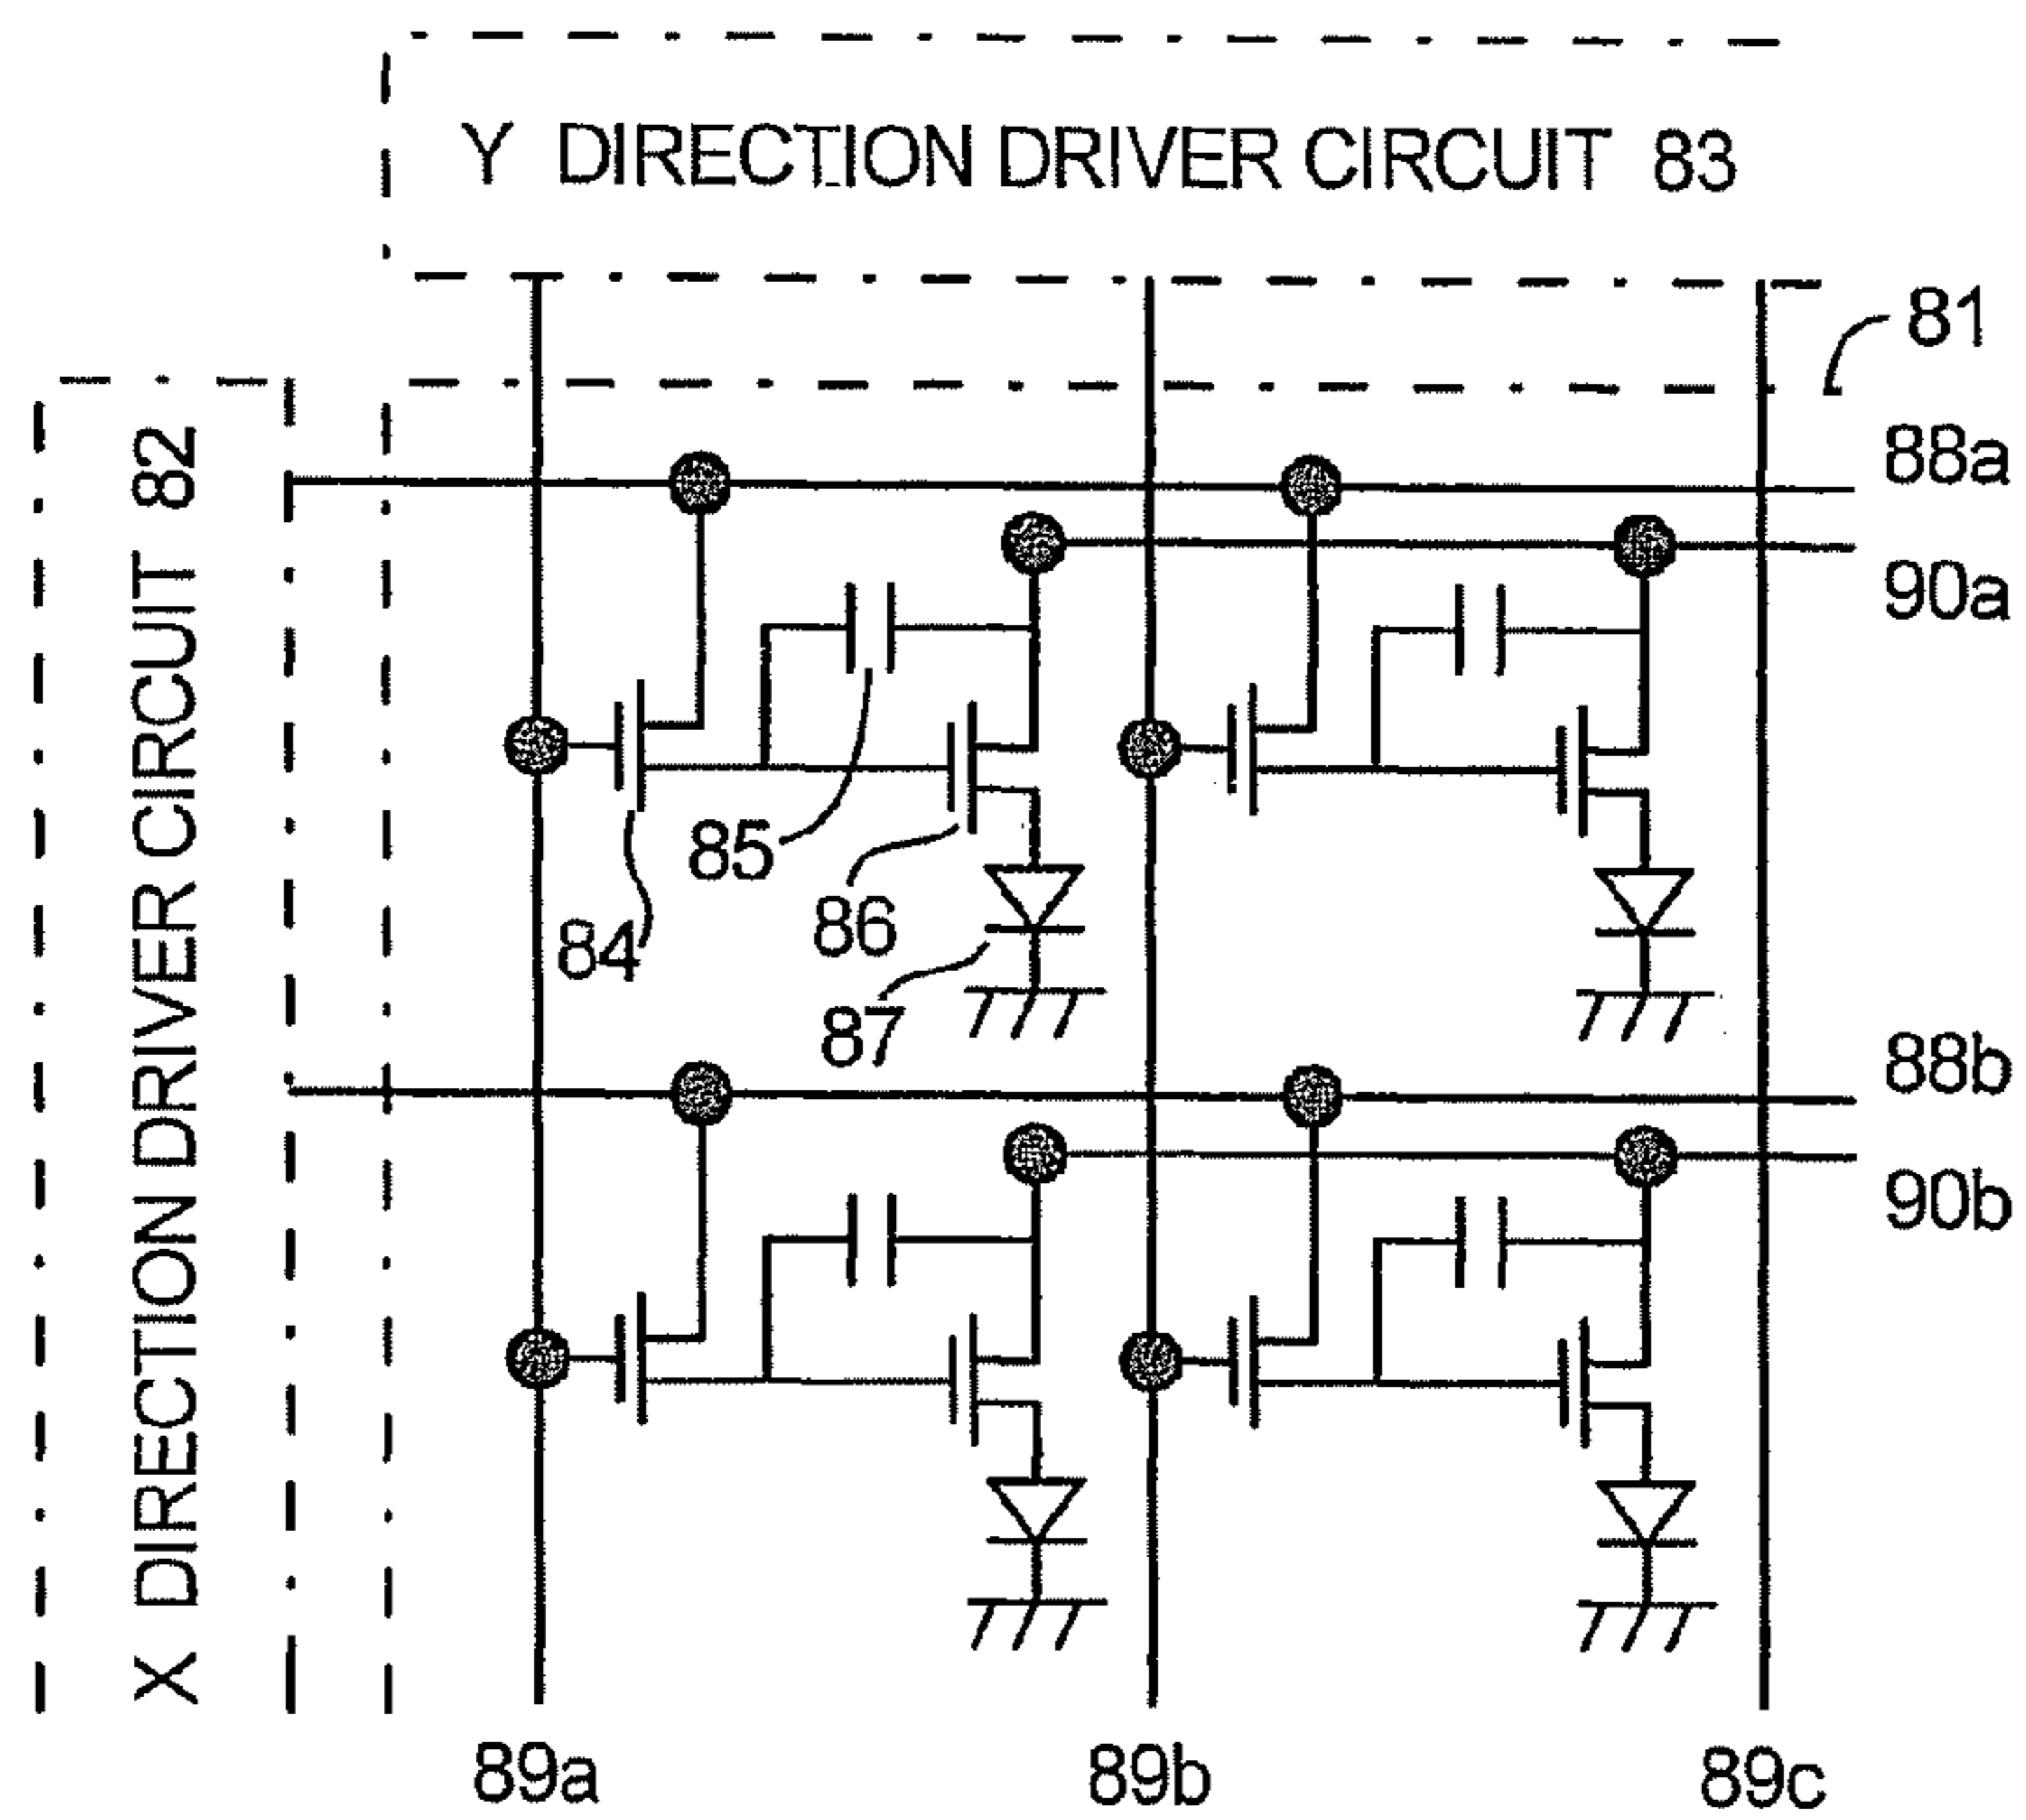 Y DIRECTION DRIVER CIRCUIT 83
81
X DIRECTION DRIVER CIRCUIT 82
88a
90a
84
85
86
87
88b
90b
89a
89b
89c